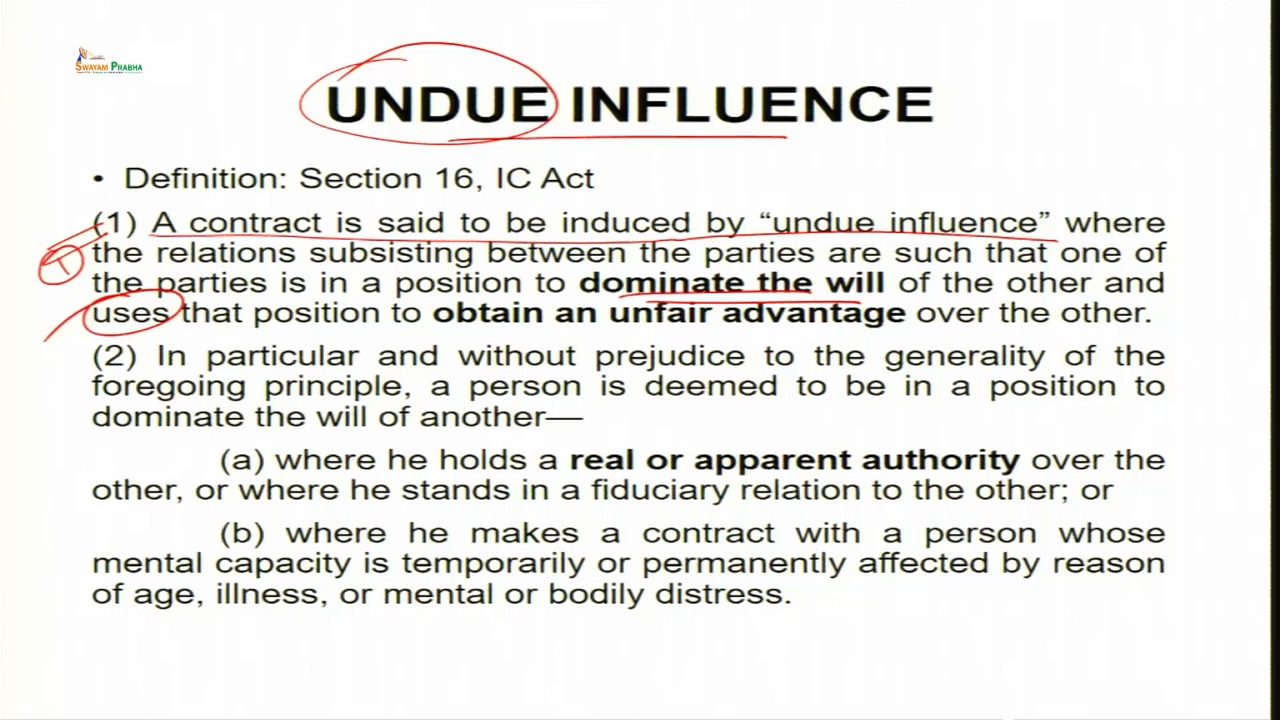 SWAYAM PRABHA
UNDUE INFLUENCE
• Definition: Section 16, IC Act
(1) A contract is said to be induced by “undue influence” where
the relations subsisting between the parties are such that one of
the parties is in a position to dominate the will of the other and
uses that position to obtain an unfair advantage over the other.
(2) In particular and without prejudice to the generality of the
foregoing principle, a person is deemed to be in a position to
dominate the will of another—
(a) where he holds a real or apparent authority over the
other, or where he stands in a fiduciary relation to the other; or
(b) where he makes a contract with a person whose
mental capacity is temporarily or permanently affected by reason
of age, illness, or mental or bodily distress.